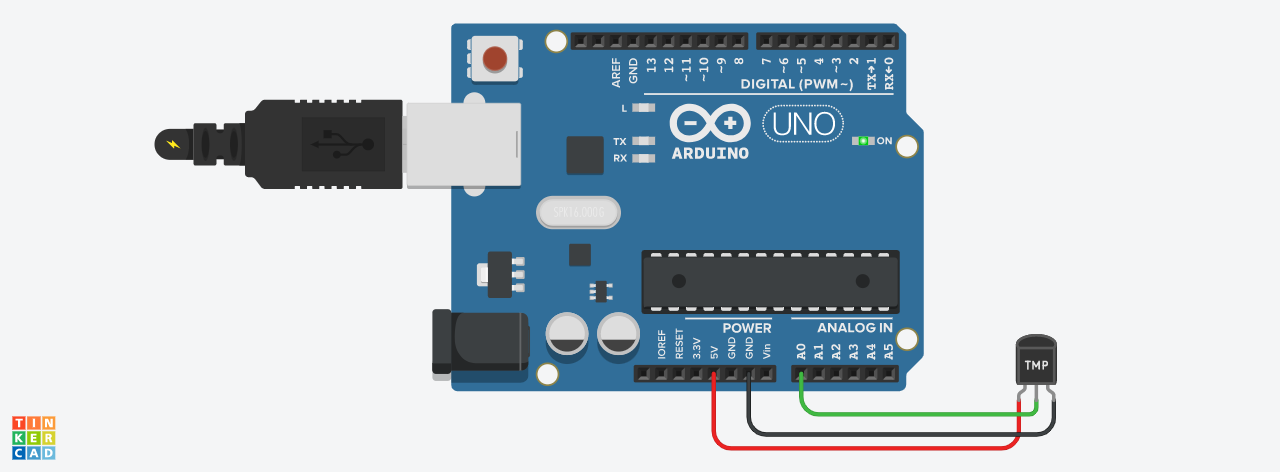 AREF
GND
13
12
~11
~10
~9
8
7
~6
~5
4
~3
2
TX→1
RX←0
DIGITAL (PWM~)
L
TX
RX
ARDUINO
UNO
ON
POWER
ANALOG IN
IOREF
RESET
3.3V
5V
GND
GND
Vin
A0
A1
A2
A3
A4
A5
TMP
TIN
KER
CAD